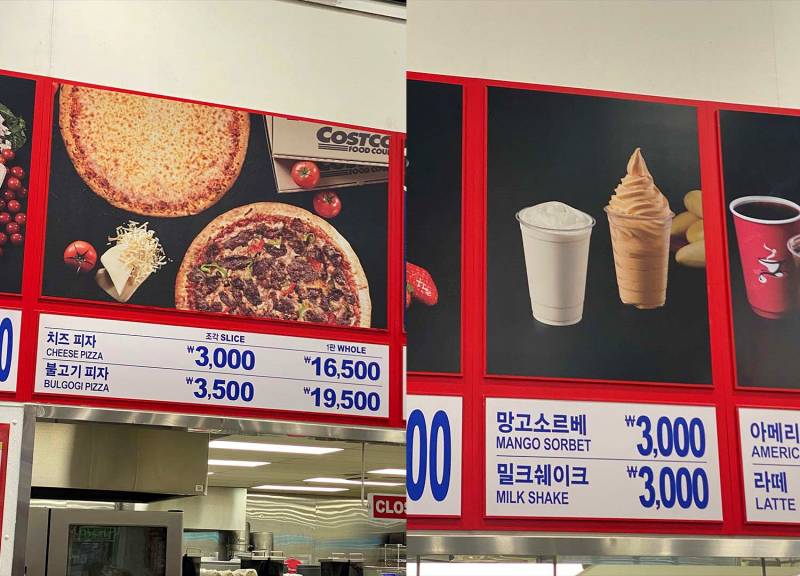 COSTCO
FOOD COU
조각 SLICE
1판 WHOLE
치즈 피자
CHEESE PIZZA
₩3,000
₩16,500
불고기 피자
BULGOGI PIZZA
₩3,500
₩19,500
CLO
망고소르베
MANGO SORBET
₩3,000
밀크쉐이크
MILK SHAKE
₩3,000
00
아메리
AMERIC
라떼
LATTE